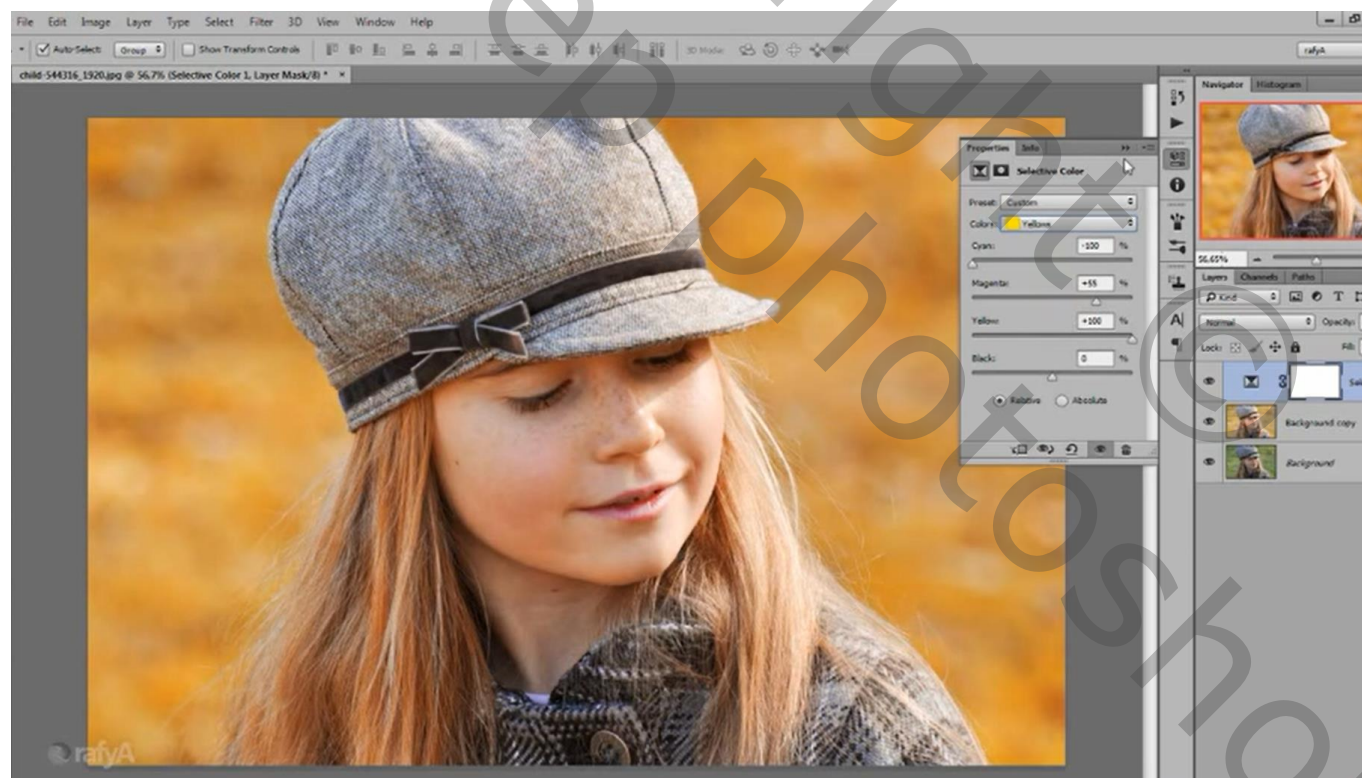 File Edit Image Layer Type Select Filter 3D View Window Help
Auto-Select: Group Show Transform Controls 3D Mode: rafyA
child-544316_1920.jpg @ 56,7% (Selective Color 1, Layer Mask/8) *
Navigator Histogram
Properties Info
Selective Color
Preset: Custom
Colors: Yellows
Cyan: -100 %
Magenta: +55 %
Yellow: +100 %
Black: 0 %
Relative Absolute
56,65%
Layers Channels Paths
Kind
Normal Opacity:
Lock: Fill:
Background copy
Background
rafyA